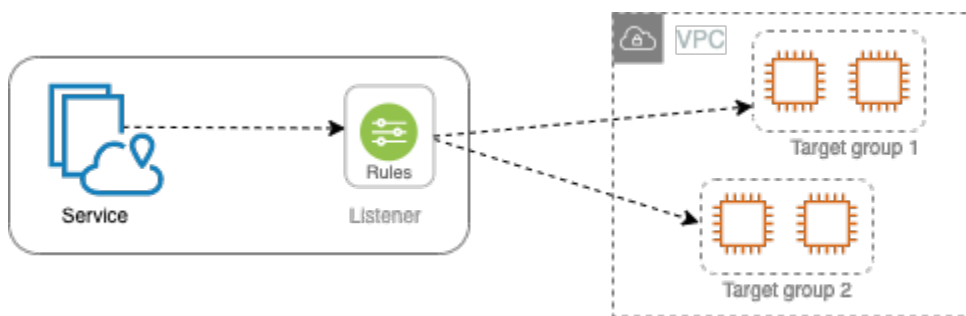 VPC
Target group 1
Rules
Service
Listener
Target group 2